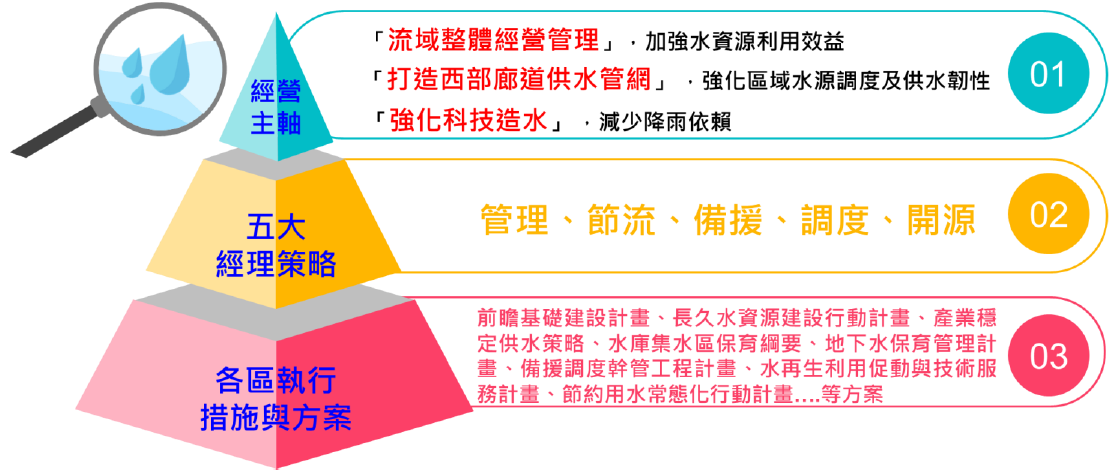 經營
主軸
「流域整體經營管理」，加強水資源利用效益
「打造西部廊道供水管網」，強化區域水源調度及供水韌性
「強化科技造水」，減少降雨依賴
01
五大
經理策略
管理、節流、備援、調度、開源
02
各區執行
措施與方案
前瞻基礎建設計畫、長久水資源建設行動計畫、產業穩
定供水策略、水庫集水區保育綱要、地下水保育管理計
畫、備援調度幹管工程計畫、水再生利用促動與技術服
務計畫、節約用水常態化行動計畫....等方案
03